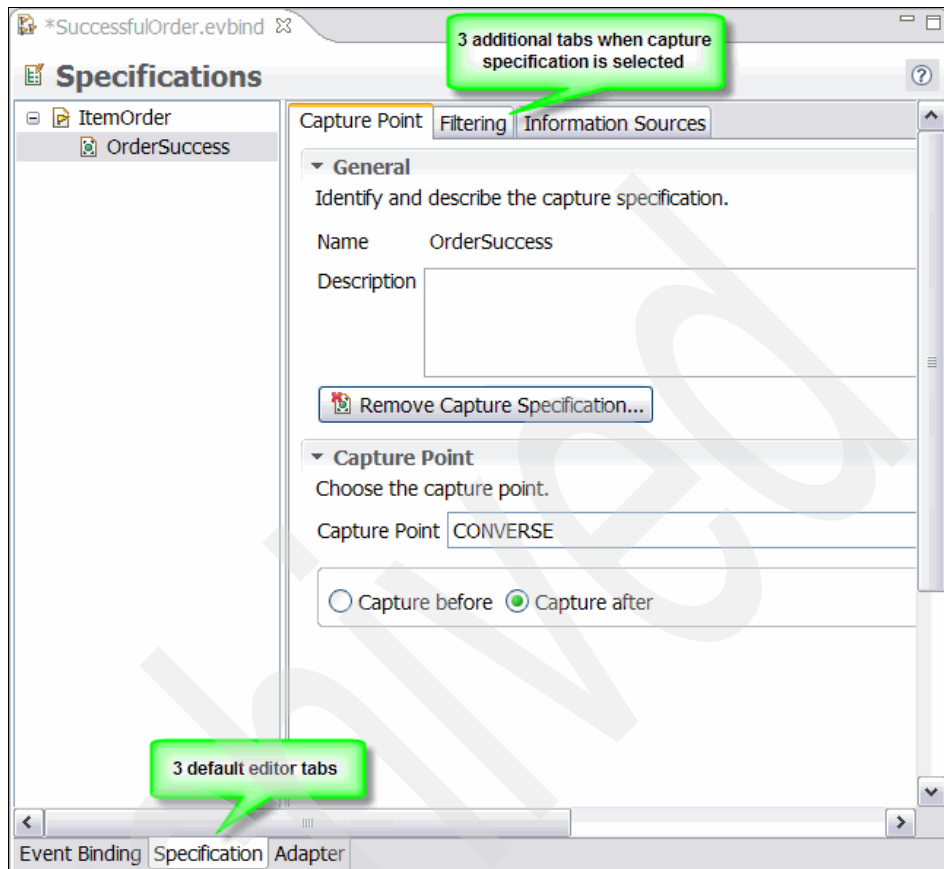 *SuccessfulOrder.evbind
3 additional tabs when capture
specification is selected
Specifications
ItemOrder
OrderSuccess
Capture Point Filtering Information Sources
General
Identify and describe the capture specification.
Name OrderSuccess
Description
Remove Capture Specification...
Capture Point
Choose the capture point.
Capture Point CONVERSE
Capture before Capture after
3 default editor tabs
Event Binding Specification Adapter